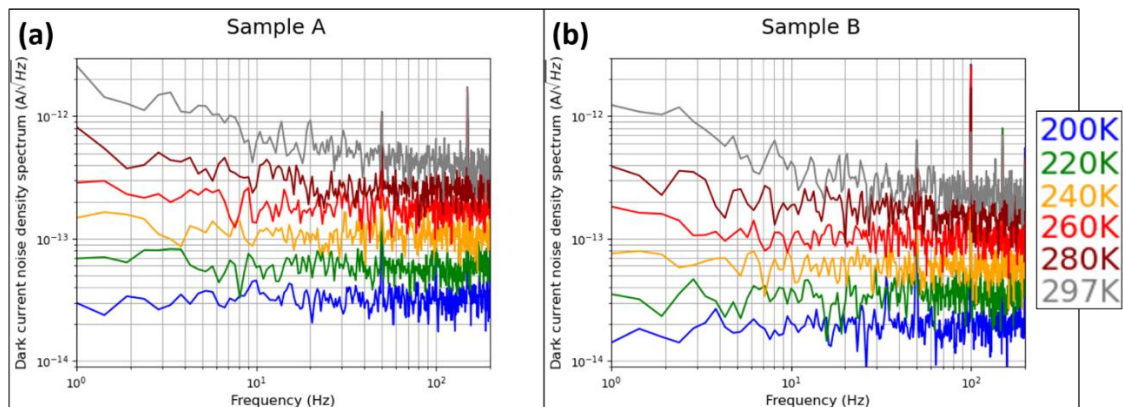 (a)
Sample A
Dark current noise density spectrum (A/√Hz)
10⁻¹²
10⁻¹³
10⁻¹⁴
10⁰
10¹
10²
Frequency (Hz)
(b)
Sample B
Dark current noise density spectrum (A/√Hz)
10⁻¹²
10⁻¹³
10⁻¹⁴
10⁰
10¹
10²
Frequency (Hz)
200K
220K
240K
260K
280K
297K